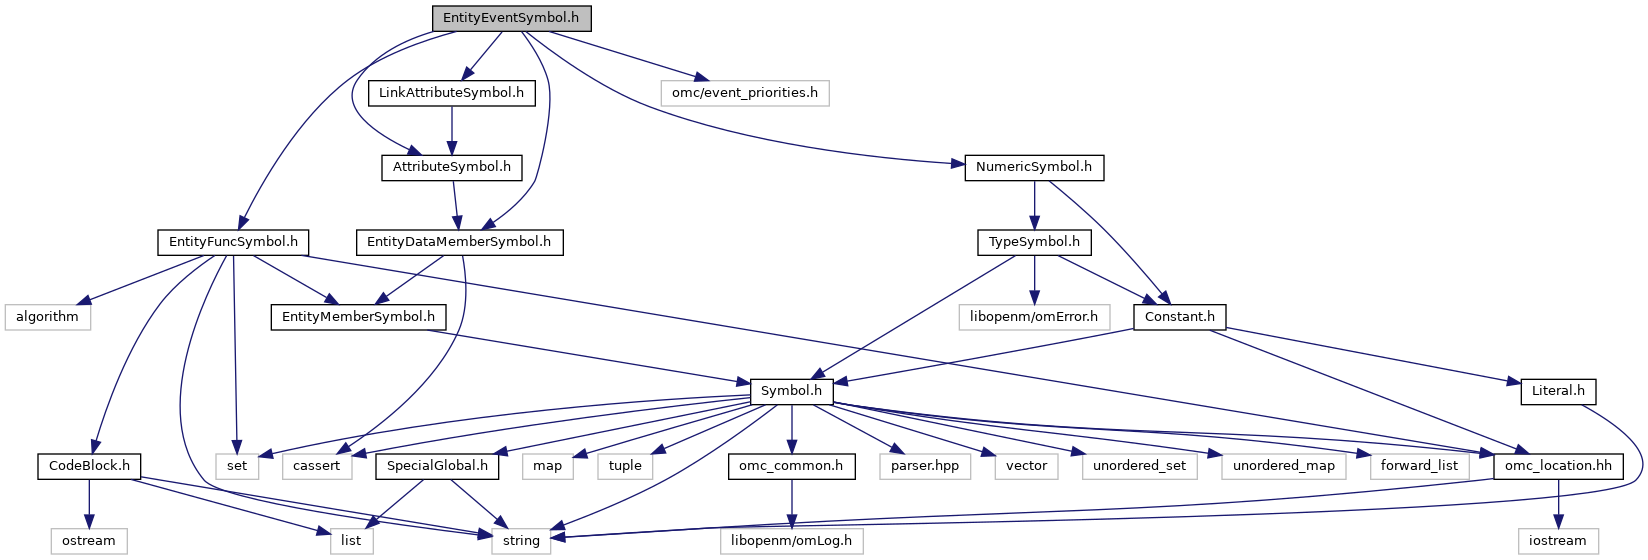 EntityEventSymbol.h
LinkAttributeSymbol.h
omc/event_priorities.h
AttributeSymbol.h
NumericSymbol.h
EntityFuncSymbol.h
EntityDataMemberSymbol.h
TypeSymbol.h
algorithm
EntityMemberSymbol.h
libopenm/omError.h
Constant.h
Symbol.h
Literal.h
CodeBlock.h
set
cassert
SpecialGlobal.h
map
tuple
omc_common.h
parser.hpp
vector
unordered_set
unordered_map
forward_list
omc_location.hh
ostream
list
string
libopenm/omLog.h
iostream